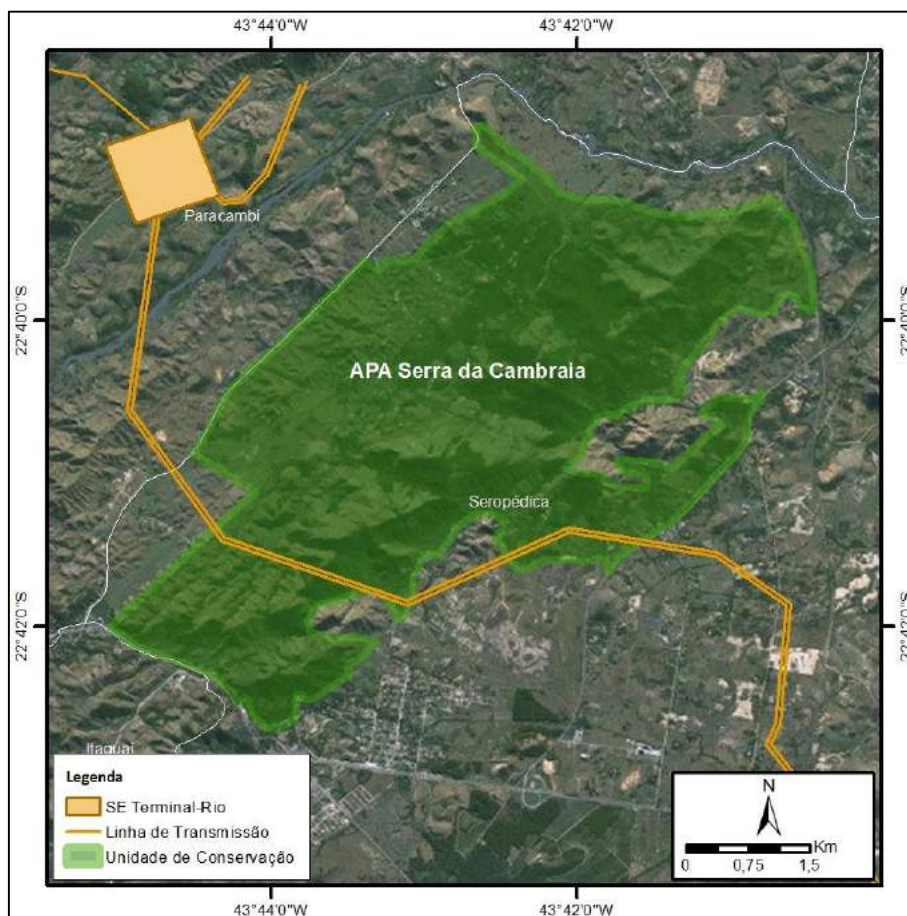 43°44'0"W 43°42'0"W
Paracambi
22°40'0"S 22°40'0"S
APA Serra da Cambraia
Seropédica
22°42'0"S 22°42'0"S
Itaguaí
Legenda
SE Terminal-Rio
Linha de Transmissão
Unidade de Conservação
N
Km
0 0,75 1,5
43°44'0"W 43°42'0"W